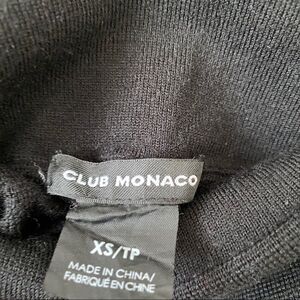 CLUB MONACO
XS/TP
MADE IN CHINA/
FABRIQUÉ EN CHINE